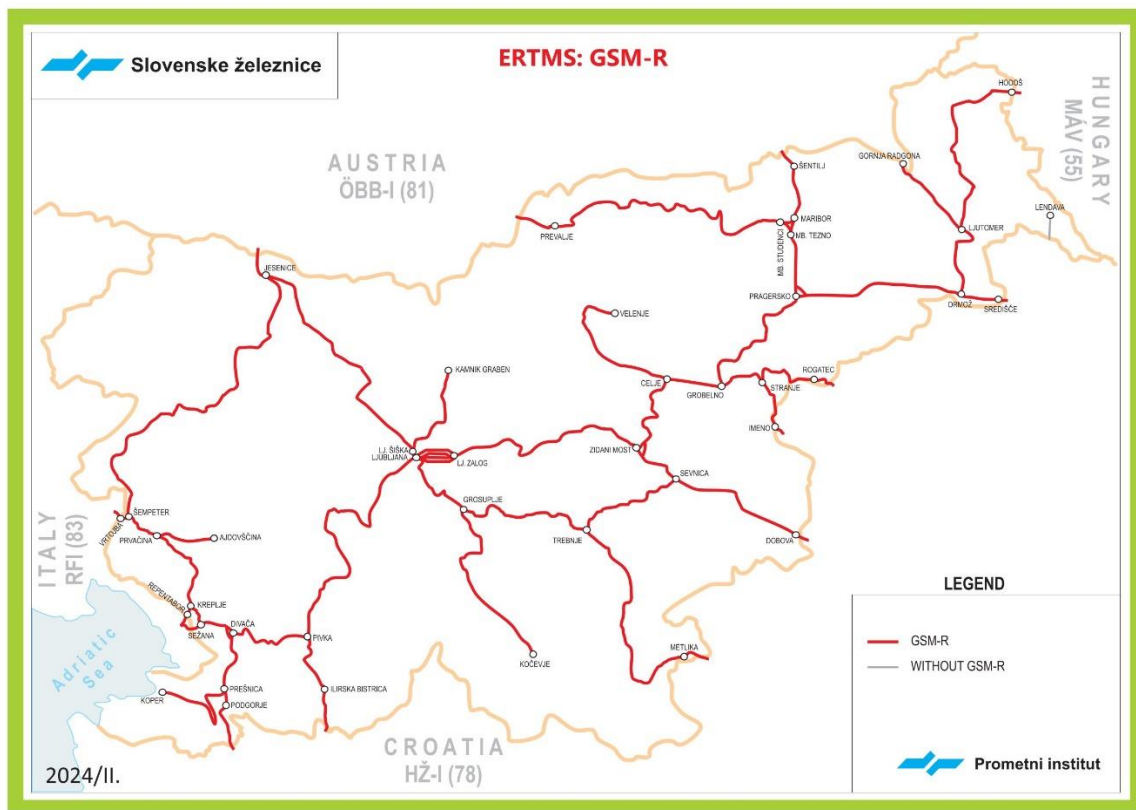 Slovenske železnice
ERTMS: GSM-R
HUNGARY
MÁV (55)
AUSTRIA
ÖBB-I (81)
HODOŠ
GORNJA RADGONA
ŠENTILJ
LENDAVA
MARIBOR
LJUTOMER
PREVALJE
MB. TEZNO
MB. STUDENCI
JESENICE
PRAGERSKO
ORMOŽ
SREDIŠČE
VELENJE
KAMNIK GRABEN
ROGATEC
CELJE
STRANJE
GROBELNO
IMENO
LJ. ŠIŠKA
LJUBLJANA
LJ. ZALOG
ZIDANI MOST
SEVNICA
GROSUPLJE
ŠEMPETER
VRTOJBA
TREBNJE
PRVAČINA
AJDOVŠČINA
DOBOVA
ITALY
RFI (83)
REPENTABOR
KREPLJE
SEŽANA
DIVAČA
PIVKA
METLIKA
KOČEVJE
Adriatic
Sea
PREŠNICA
ILIRSKA BISTRICA
KOPER
PODGORJE
CROATIA
HŽ-I (78)
LEGEND
GSM-R
WITHOUT GSM-R
Prometni institut
2024/II.